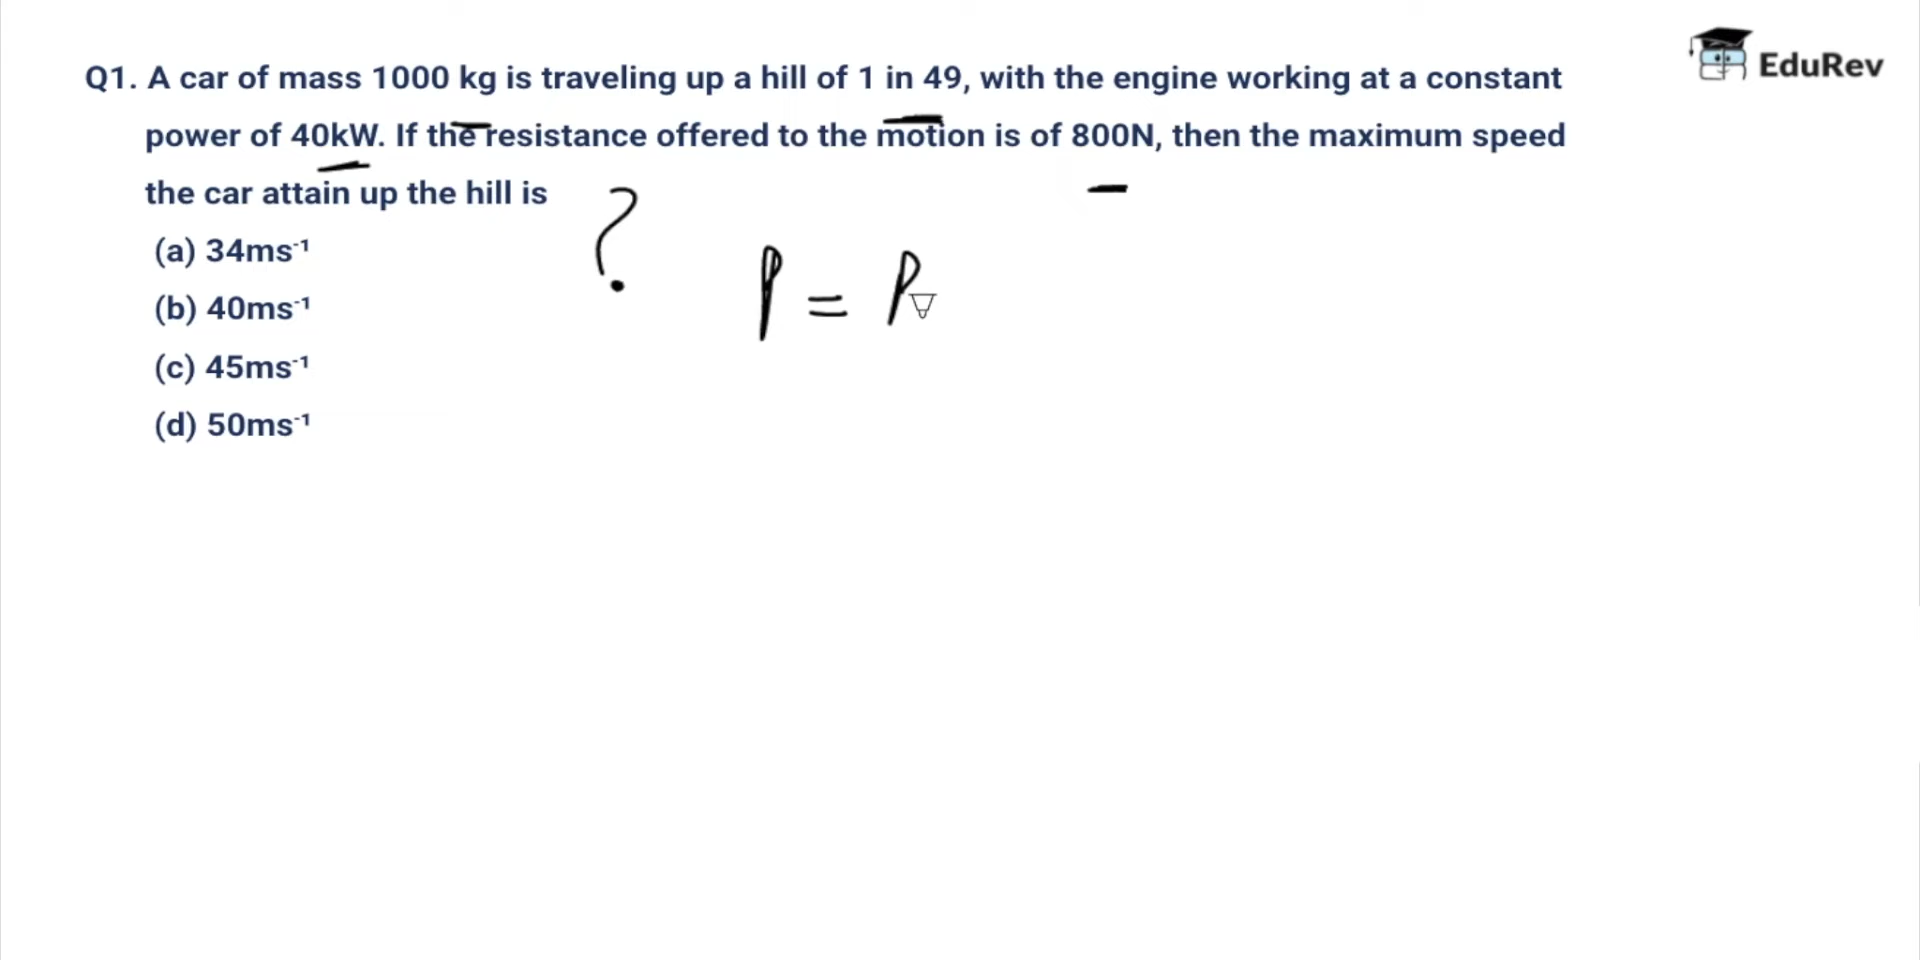 EduRev
Q1. A car of mass 1000 kg is traveling up a hill of 1 in 49, with the engine working at a constant
power of 40kW. If the resistance offered to the motion is of 800N, then the maximum speed
the car attain up the hill is
?
(a) 34ms⁻¹
P = P
(b) 40ms⁻¹
(c) 45ms⁻¹
(d) 50ms⁻¹